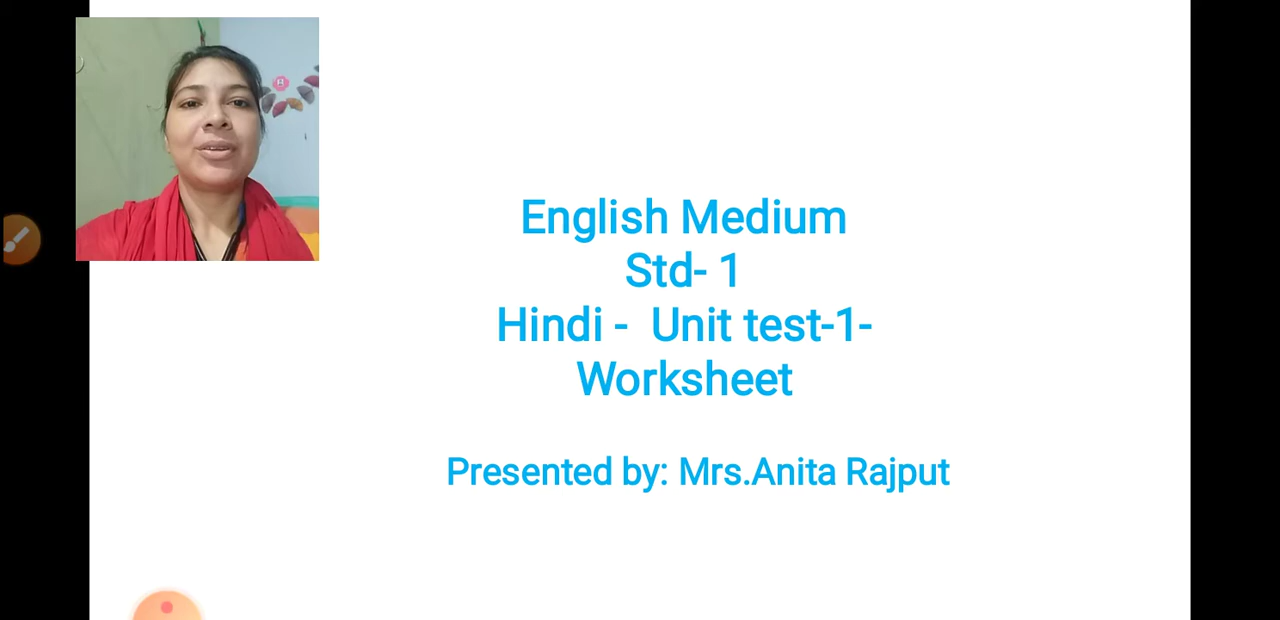 English Medium
Std- 1
Hindi -  Unit test-1-
Worksheet
Presented by: Mrs.Anita Rajput